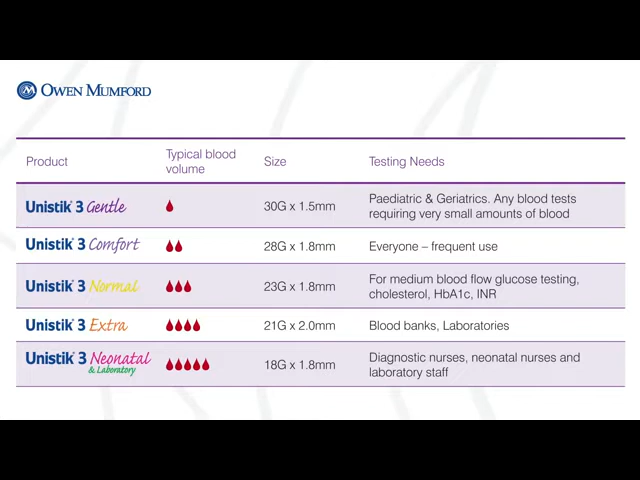 OWEN MUMFORD
Product
Typical blood
volume
Size
Testing Needs
Unistik® 3 Gentle
30G x 1.5mm
Paediatric & Geriatrics. Any blood tests
requiring very small amounts of blood
Unistik® 3 Comfort
28G x 1.8mm
Everyone – frequent use
Unistik® 3 Normal
23G x 1.8mm
For medium blood flow glucose testing,
cholesterol, HbA1c, INR
Unistik® 3 Extra
21G x 2.0mm
Blood banks, Laboratories
Unistik® 3 Neonatal
& Laboratory
18G x 1.8mm
Diagnostic nurses, neonatal nurses and
laboratory staff